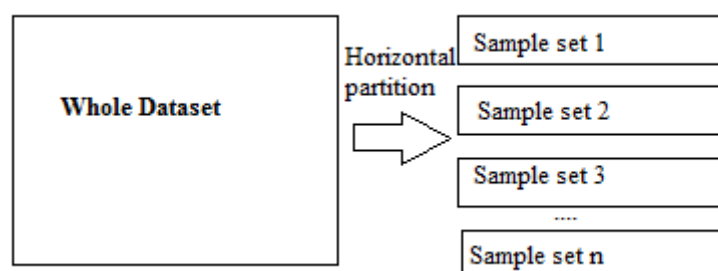 Whole Dataset
Horizontal
partition
Sample set 1
Sample set 2
Sample set 3
....
Sample set n